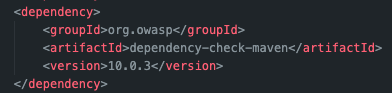 <dependency>
<groupId>org.owasp</groupId>
<artifactId>dependency-check-maven</artifactId>
<version>10.0.3</version>
</dependency>